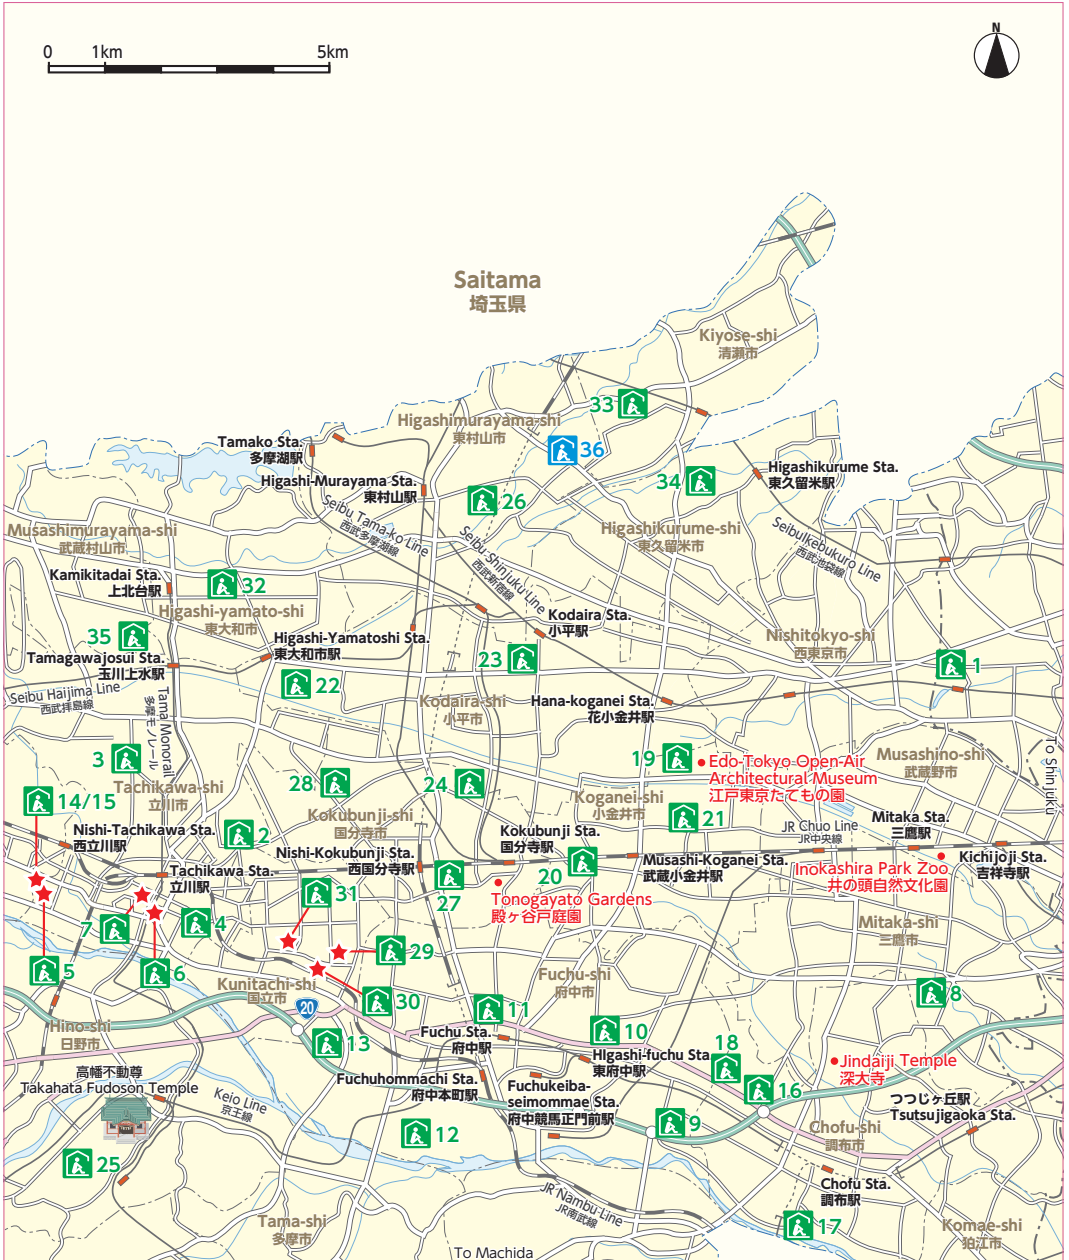 0 1km 5km
N
Saitama
埼玉県
Kiyose-shi
清瀬市
33
Higashimurayama-shi
東村山市
36
Tamako Sta.
多摩湖駅
Higashi-Murayama Sta.
東村山駅
34
Higashikurume Sta.
東久留米駅
26
Seibu Tama-ko Line
西武多摩湖線
Musashimurayama-shi
武蔵村山市
Seibu Shinjuku Line
西武新宿線
Higashikurume-shi
東久留米市
Seibu Ikebukuro Line
西武池袋線
Kamikitadai Sta.
上北台駅
32
Higashi-yamato-shi
東大和市
Kodaira Sta.
小平駅
35
Higashi-Yamatoshi Sta.
東大和市駅
Nishitokyo-shi
西東京市
Tamagawajosui Sta.
玉川上水駅
23
1
22
Seibu Haijima Line
西武拝島線
Tama Monorail
多摩モノレール
Kodaira-shi
小平市
Hana-koganei Sta.
花小金井駅
3
Tachikawa-shi
立川市
19
Edo-Tokyo Open-Air
Architectural Museum
江戸東京たてもの園
Musashino-shi
武蔵野市
To Shinjuku
28
24
14/15
Kokubunji-shi
国分寺市
Koganei-shi
小金井市
21
Nishi-Tachikawa Sta.
西立川駅
2
Kokubunji Sta.
国分寺駅
JR Chuo Line
JR中央線
Mitaka Sta.
三鷹駅
Nishi-Kokubunji Sta.
西国分寺駅
Musashi-Koganei Sta.
武蔵小金井駅
Kichijoji Sta.
吉祥寺駅
Tachikawa Sta.
立川駅
20
Inokashira Park Zoo
井の頭自然文化園
31
27
Tonogayato Gardens
殿ヶ谷戸庭園
7
4
Mitaka-shi
三鷹市
29
5
6
Kunitachi-shi
国立市
Fuchu-shi
府中市
30
8
20
11
Hino-shi
日野市
13
Fuchu Sta.
府中駅
10
Higashi-fuchu Sta.
東府中駅
18
Jindaiji Temple
深大寺
高幡不動尊
Takahata Fudoson Temple
Fuchuhommachi Sta.
府中本町駅
Fuchukeiba-
seimommae Sta.
府中競馬正門前駅
16
つつじヶ丘駅
Tsutsujigaoka Sta.
Keio Line
京王線
12
9
Chofu-shi
調布市
25
Chofu Sta.
調布駅
JR Nambu Line
JR南武線
Tama-shi
多摩市
17
Komae-shi
狛江市
To Machida